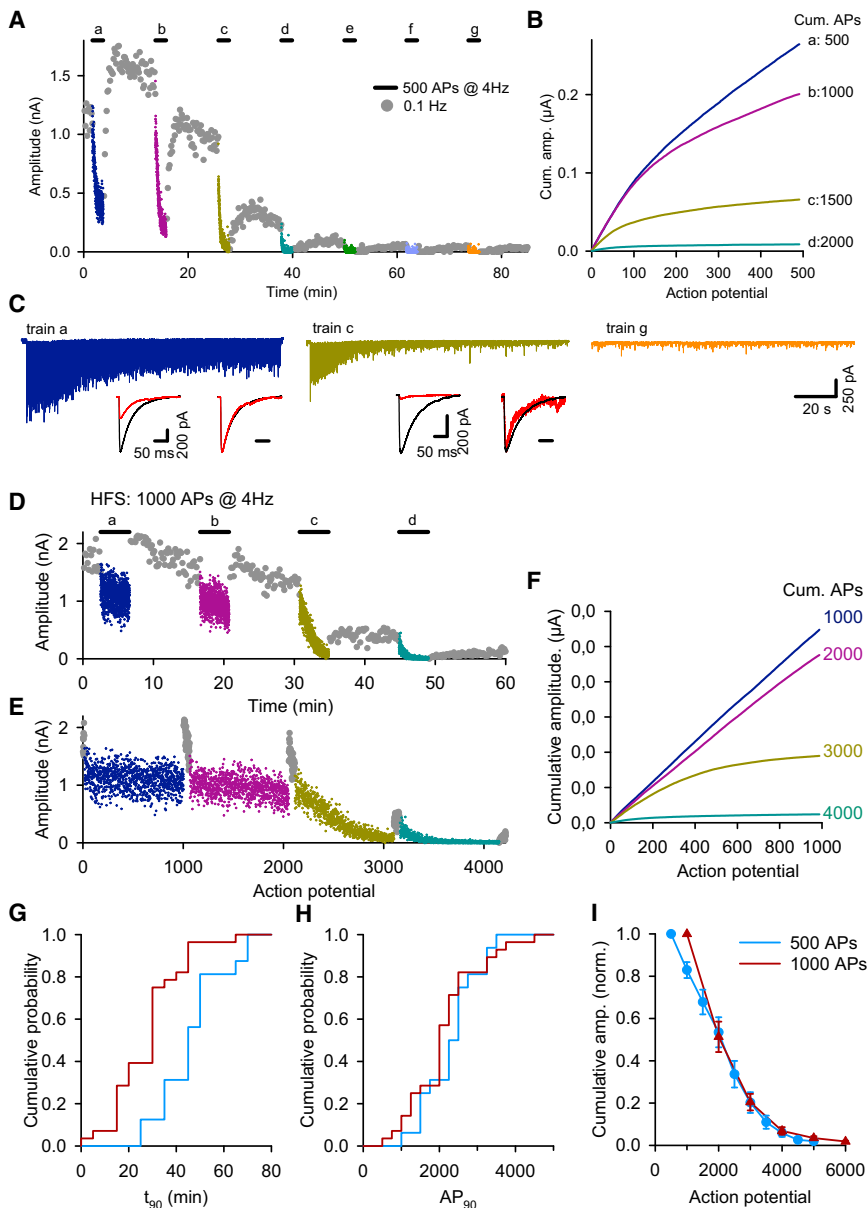 A
a b c d e f g
500 APs @ 4Hz
0.1 Hz
Amplitude (nA)
1.5
1.0
0.5
0.0
0 20 40 60 80
Time (min)
B
Cum. APs
a: 500
b:1000
c:1500
d:2000
Cum. amp. (µA)
0.2
0.1
0.0
0 100 200 300 400 500
Action potential
C
train a
train c
train g
50 ms
200 pA
50 ms
200 pA
20 s
250 pA
D
HFS: 1000 APs @ 4Hz
a b c d
Amplitude (nA)
2
1
0
0 10 20 30 40 50 60
Time (min)
E
Amplitude (nA)
2
1
0
0 1000 2000 3000 4000
Action potential
F
Cum. APs
1000
2000
3000
4000
Cumulative amplitude. (µA)
0,0
0,0
0,0
0,0
0,0
0,0
0 200 400 600 800 1000
Action potential
G
Cumulative probability
1.0
0.8
0.6
0.4
0.2
0.0
0 20 40 60 80
t90 (min)
H
Cumulative probability
1.0
0.8
0.6
0.4
0.2
0.0
0 2000 4000
AP90
I
500 APs
1000 APs
Cumulative amp. (norm.)
1.0
0.8
0.6
0.4
0.2
0.0
0 2000 4000 6000
Action potential